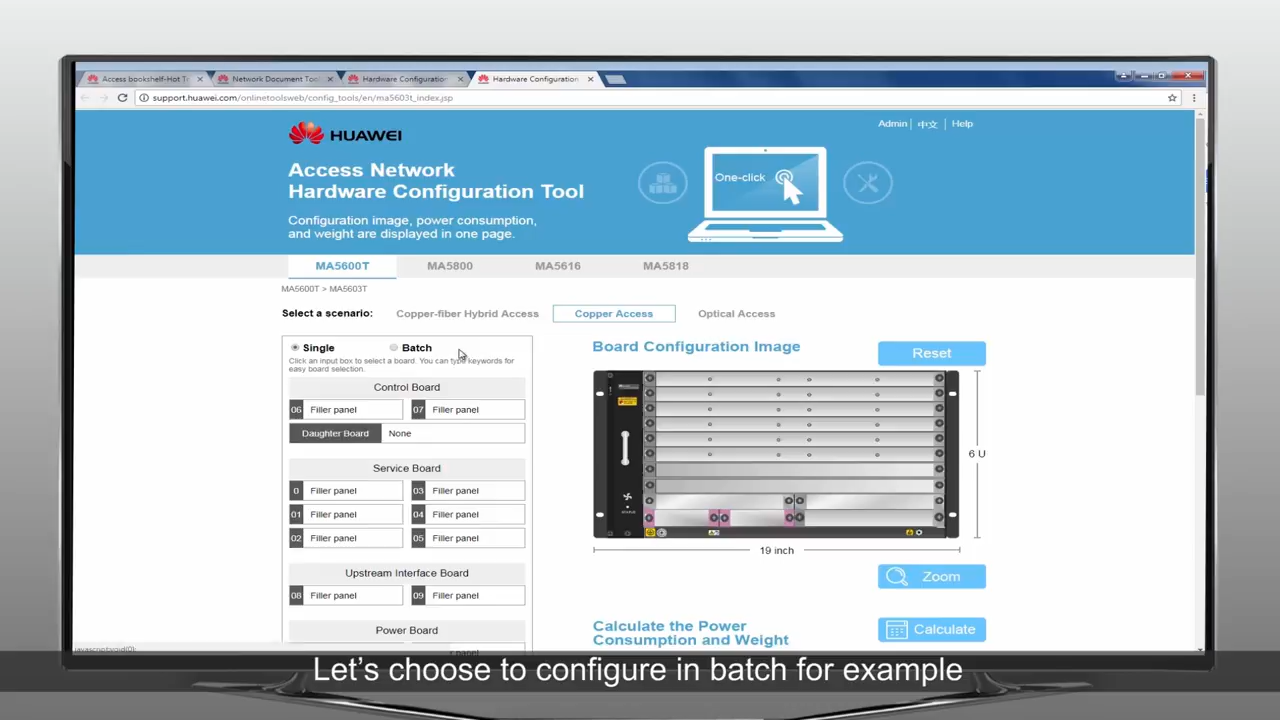 Access bookshelf-Hot T
Network Document Tool
Hardware Configuration
Hardware Configuration
support.huawei.com/onlinetoolsweb/config_tools/en/ma5603t_index.jsp
HUAWEI
Admin | 中文 | Help
Access Network
Hardware Configuration Tool
One-click
Configuration image, power consumption,
and weight are displayed in one page.
MA5600T
MA5800
MA5616
MA5818
MA5600T > MA5603T
Select a scenario:
Copper-fiber Hybrid Access
Copper Access
Optical Access
Single
Batch
Click an input box to select a board. You can type keywords for
easy board selection.
Control Board
06 Filler panel
07 Filler panel
Daughter Board None
Service Board
0 Filler panel
03 Filler panel
01 Filler panel
04 Filler panel
02 Filler panel
05 Filler panel
Upstream Interface Board
08 Filler panel
09 Filler panel
Power Board
Board Configuration Image
Reset
6 U
19 inch
Zoom
Calculate the Power
Consumption and Weight
Calculate
Let's choose to configure in batch for example